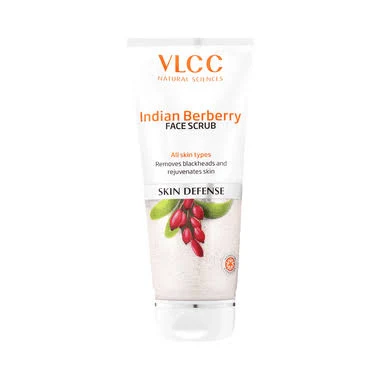 VLCC
NATURAL SCIENCES
Indian Berberry
FACE SCRUB
All skin types
Removes blackheads and
rejuvenates skin
SKIN DEFENSE